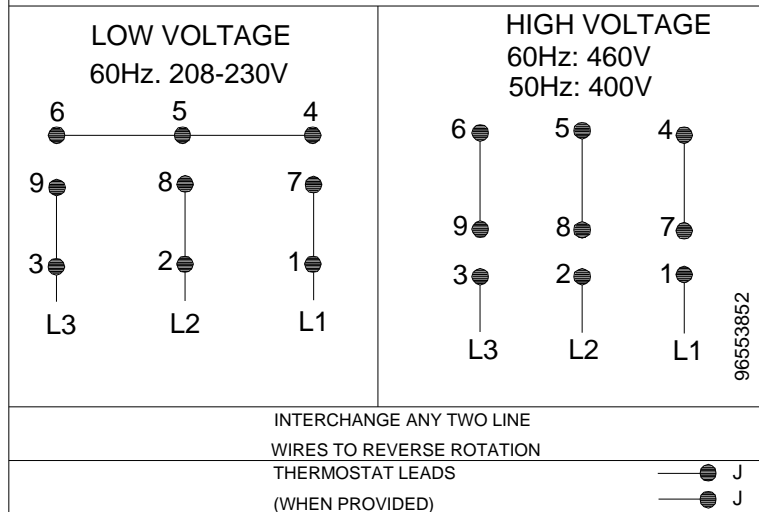 LOW VOLTAGE
60Hz. 208-230V
6 5 4
9 8 7
3 2 1
L3 L2 L1
HIGH VOLTAGE
60Hz: 460V
50Hz: 400V
6 5 4
9 8 7
3 2 1
L3 L2 L1
96553852
INTERCHANGE ANY TWO LINE
WIRES TO REVERSE ROTATION
THERMOSTAT LEADS
(WHEN PROVIDED)
J
J